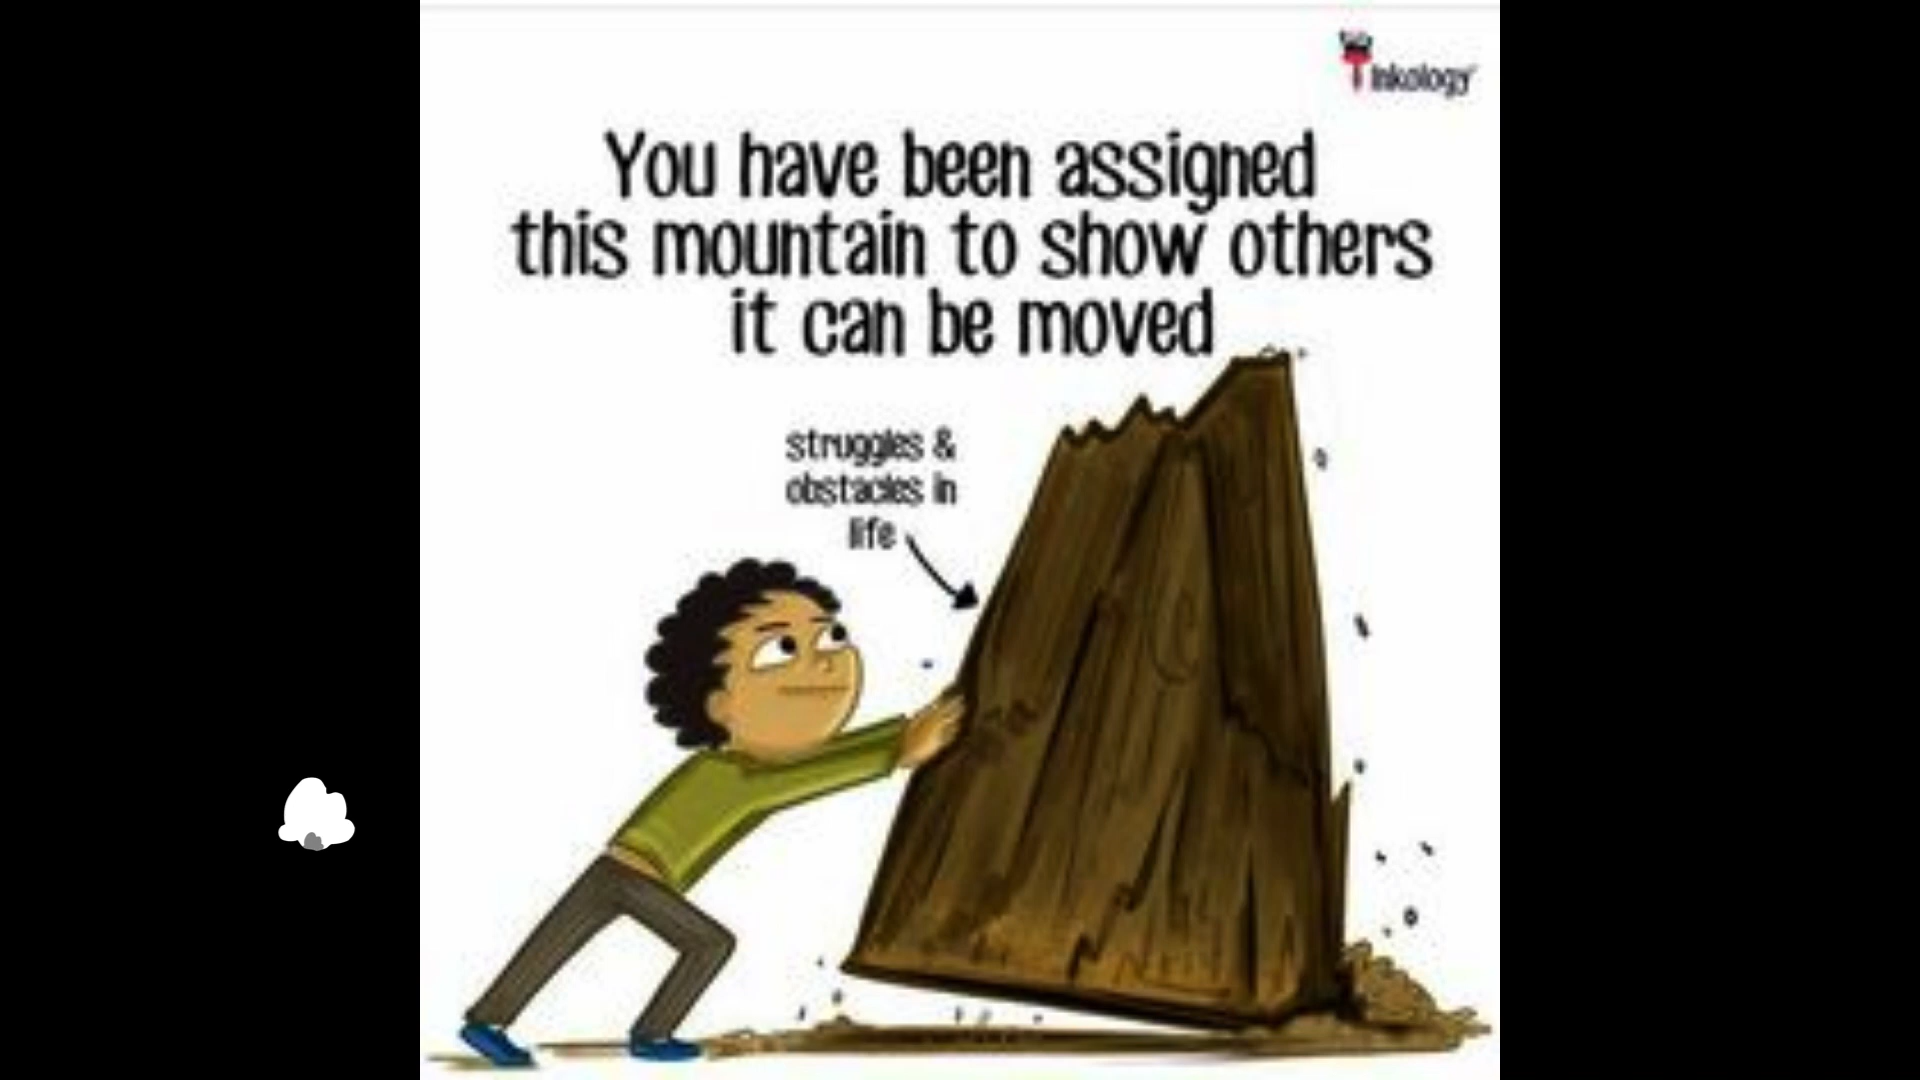 Inkology
You have been assigned
this mountain to show others
it can be moved
struggles &
obstacles in
life